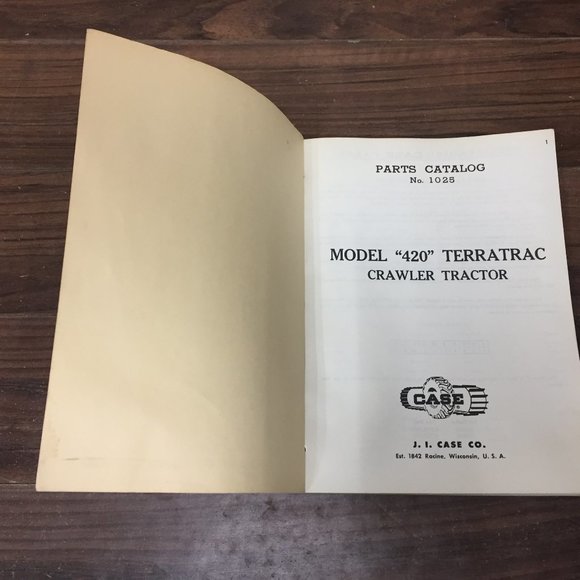 1
PARTS CATALOG
No. 1025
MODEL "420" TERRATRAC
CRAWLER TRACTOR
CASE
J. I. CASE CO.
Est. 1842 Racine, Wisconsin, U. S. A.